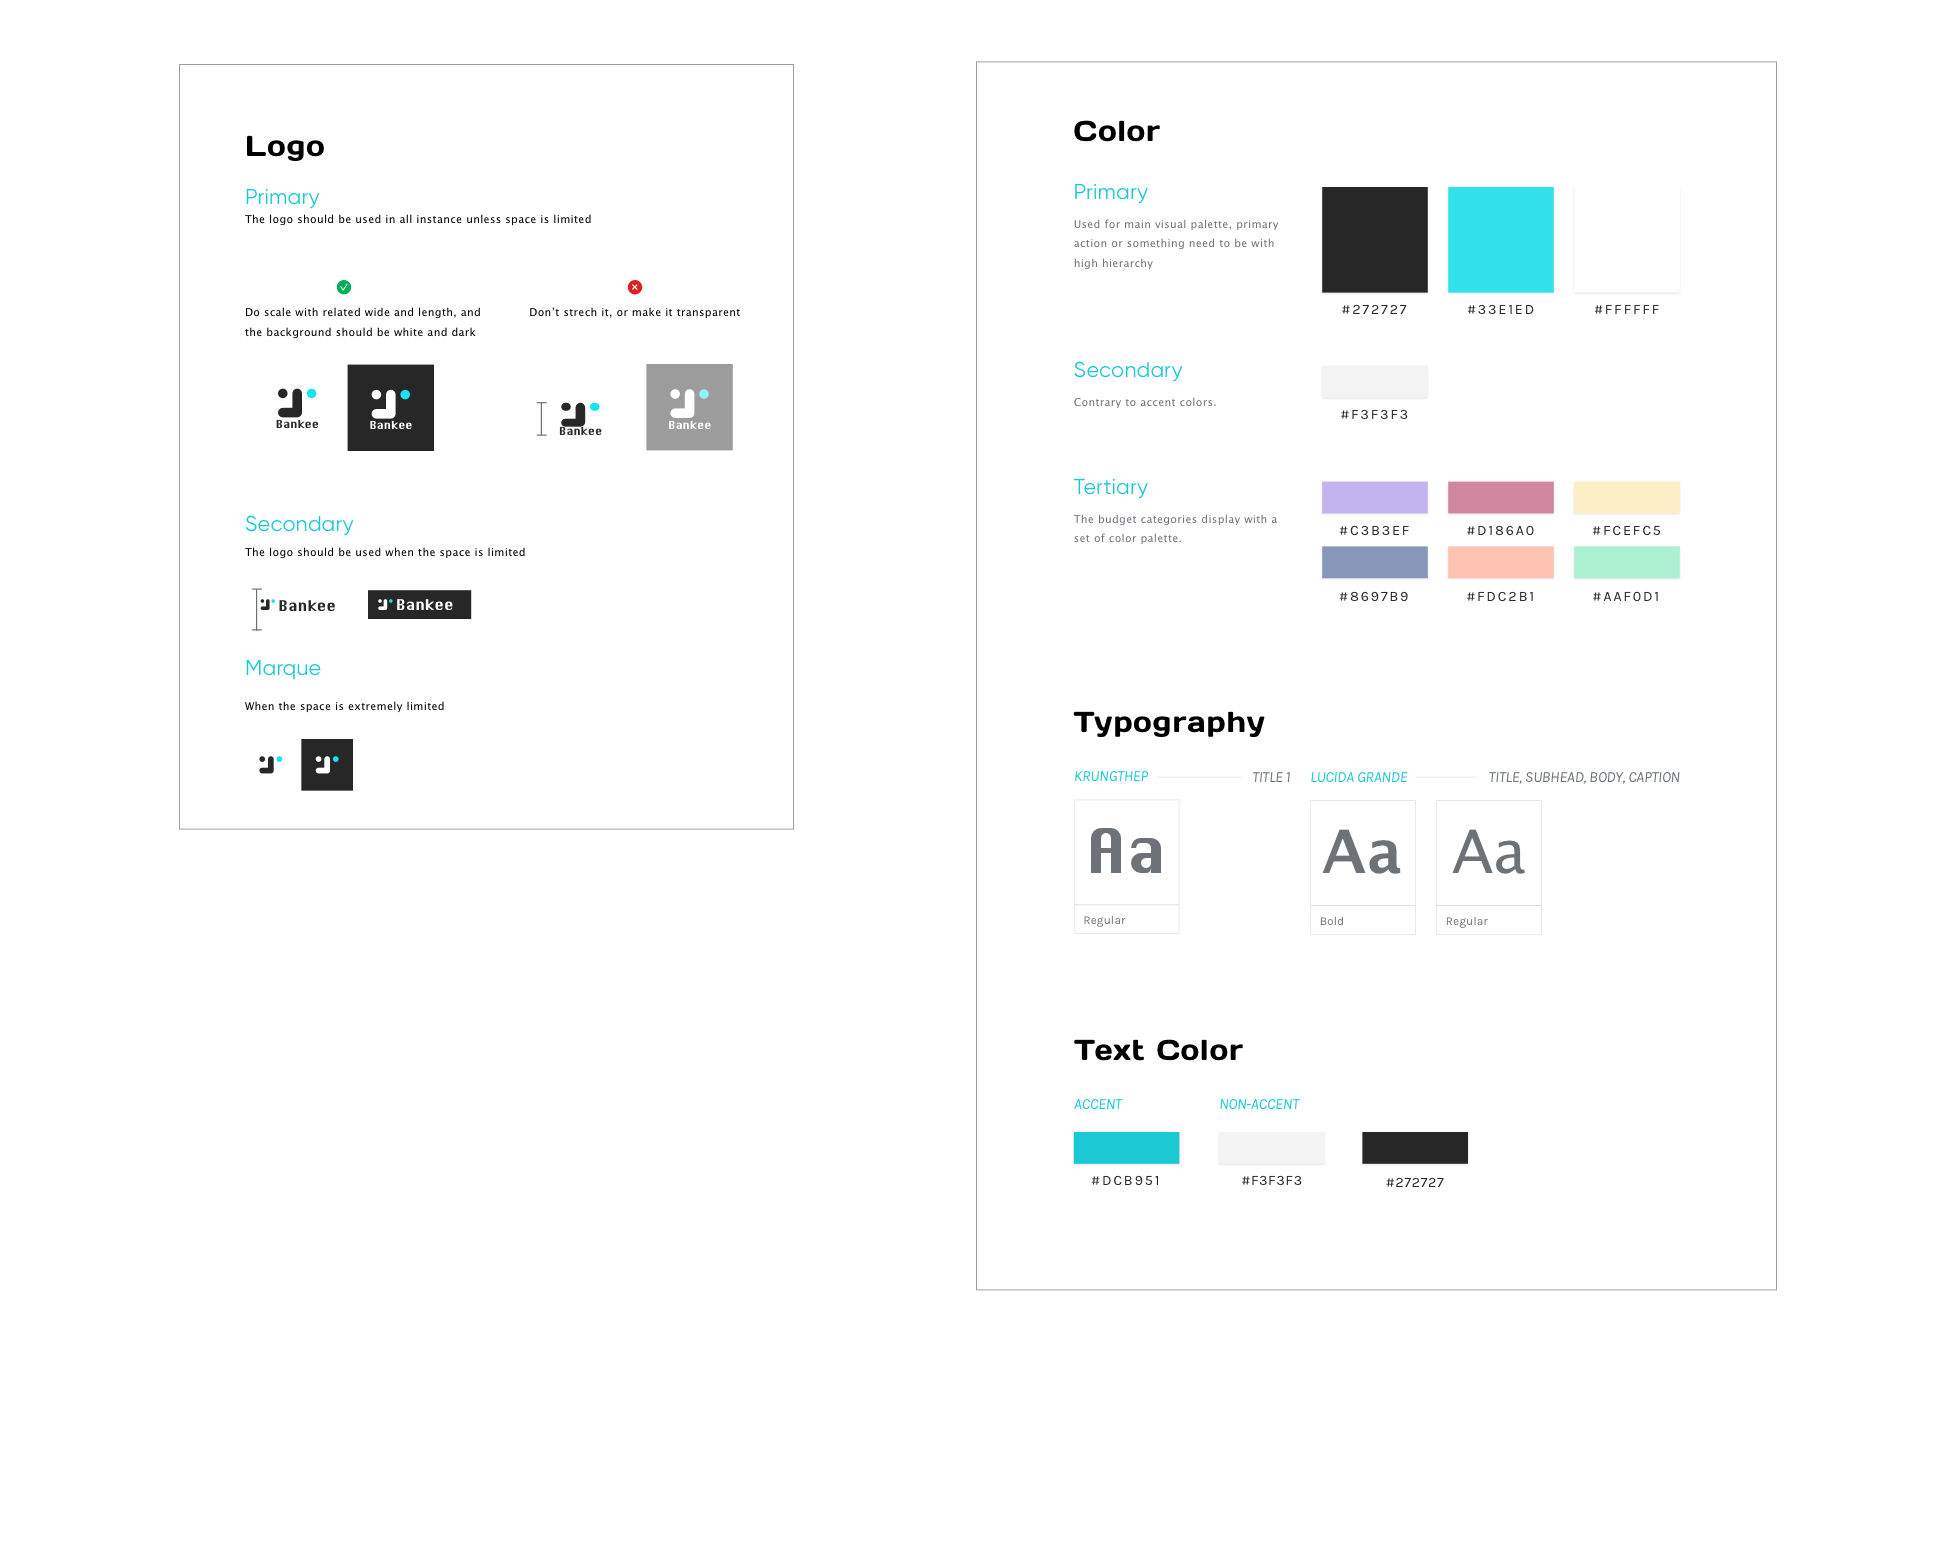 Logo
Primary
The logo should be used in all instance unless space is limited
Do scale with related wide and length, and
the background should be white and dark
Don't strech it, or make it transparent
Bankee
Bankee
Bankee
Bankee
Secondary
The logo should be used when the space is limited
Bankee
Bankee
Marque
When the space is extremely limited
Color
Primary
Used for main visual palette, primary
action or something need to be with
high hierarchy
#272727
#33E1ED
#FFFFFF
Secondary
Contrary to accent colors.
#F3F3F3
Tertiary
The budget categories display with a
set of color palette.
#C3B3EF
#D186A0
#FCEFC5
#8697B9
#FDC2B1
#AAF0D1
Typography
KRUNGTHEP
TITLE 1
LUCIDA GRANDE
TITLE, SUBHEAD, BODY, CAPTION
Aa
Aa
Aa
Regular
Bold
Regular
Text Color
ACCENT
NON-ACCENT
#DCB951
#F3F3F3
#272727